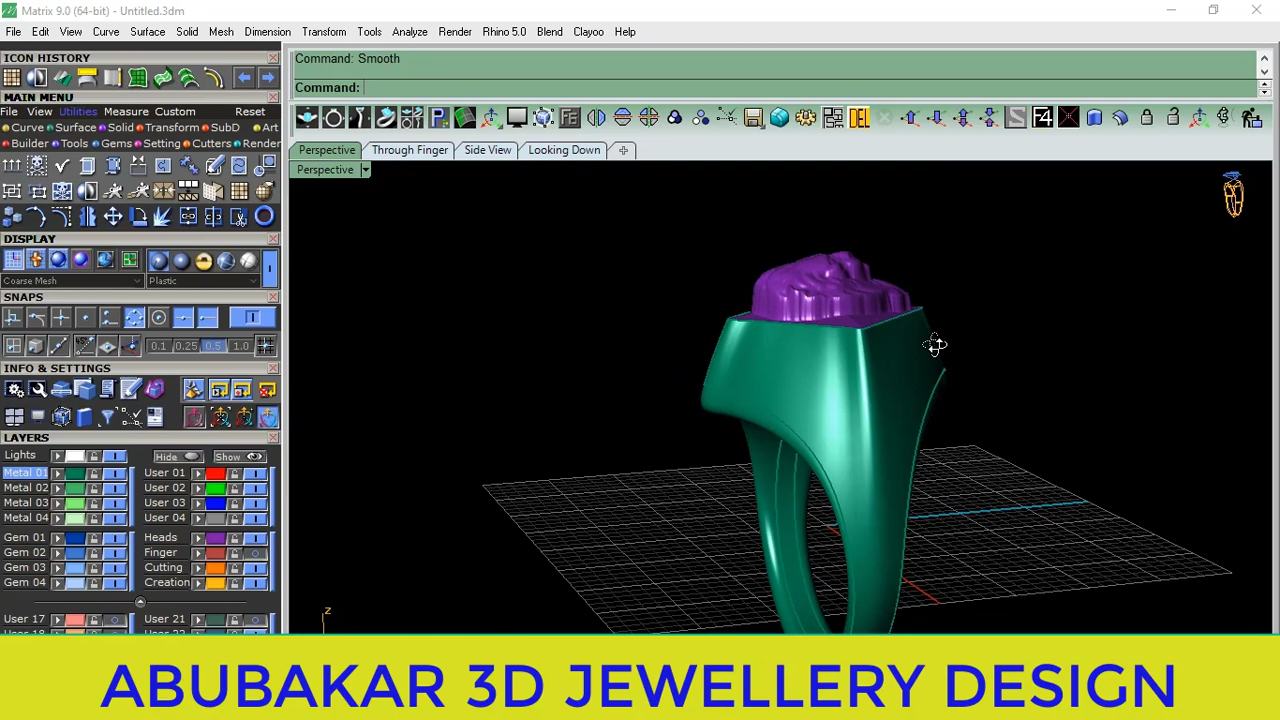 Matrix 9.0 (64-bit) - Untitled.3dm
File Edit View Curve Surface Solid Mesh Dimension Transform Tools Analyze Render Rhino 5.0 Blend Clayoo Help
ICON HISTORY
Command: Smooth
Command:
MAIN MENU
File View Utilities Measure Custom Reset
Curve Surface Solid Transform SubD Art
Builder Tools Gems Setting Cutters Render
DEL F4
Perspective Through Finger Side View Looking Down
Perspective
DISPLAY
Coarse Mesh Plastic
SNAPS
0.1 0.25 0.5 1.0
INFO & SETTINGS
LAYERS
Lights Hide Show
Metal 01 User 01
Metal 02 User 02
Metal 03 User 03
Metal 04 User 04
Gem 01 Heads
Gem 02 Finger
Gem 03 Cutting
Gem 04 Creation
User 17 User 21
z
ABUBAKAR 3D JEWELLERY DESIGN